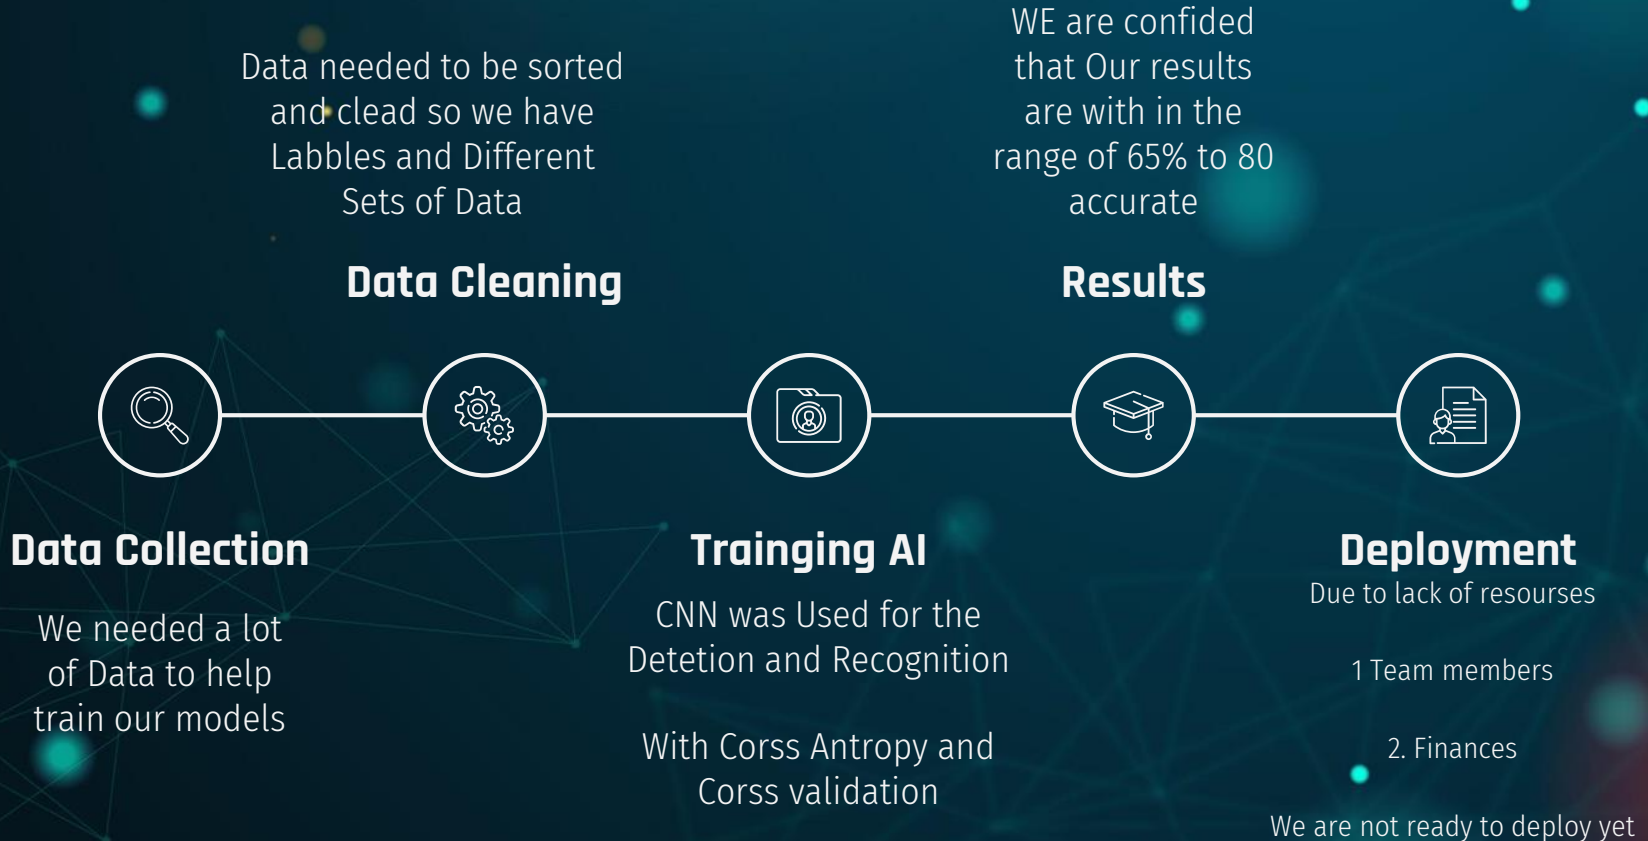 Data needed to be sorted
and clead so we have
Labbles and Different
Sets of Data
Data Cleaning
WE are confided
that Our results
are with in the
range of 65% to 80
accurate
Results
Data Collection
We needed a lot
of Data to help
train our models
Trainging AI
CNN was Used for the
Detetion and Recognition
With Corss Antropy and
Corss validation
Deployment
Due to lack of resourses
1 Team members
2. Finances
We are not ready to deploy yet